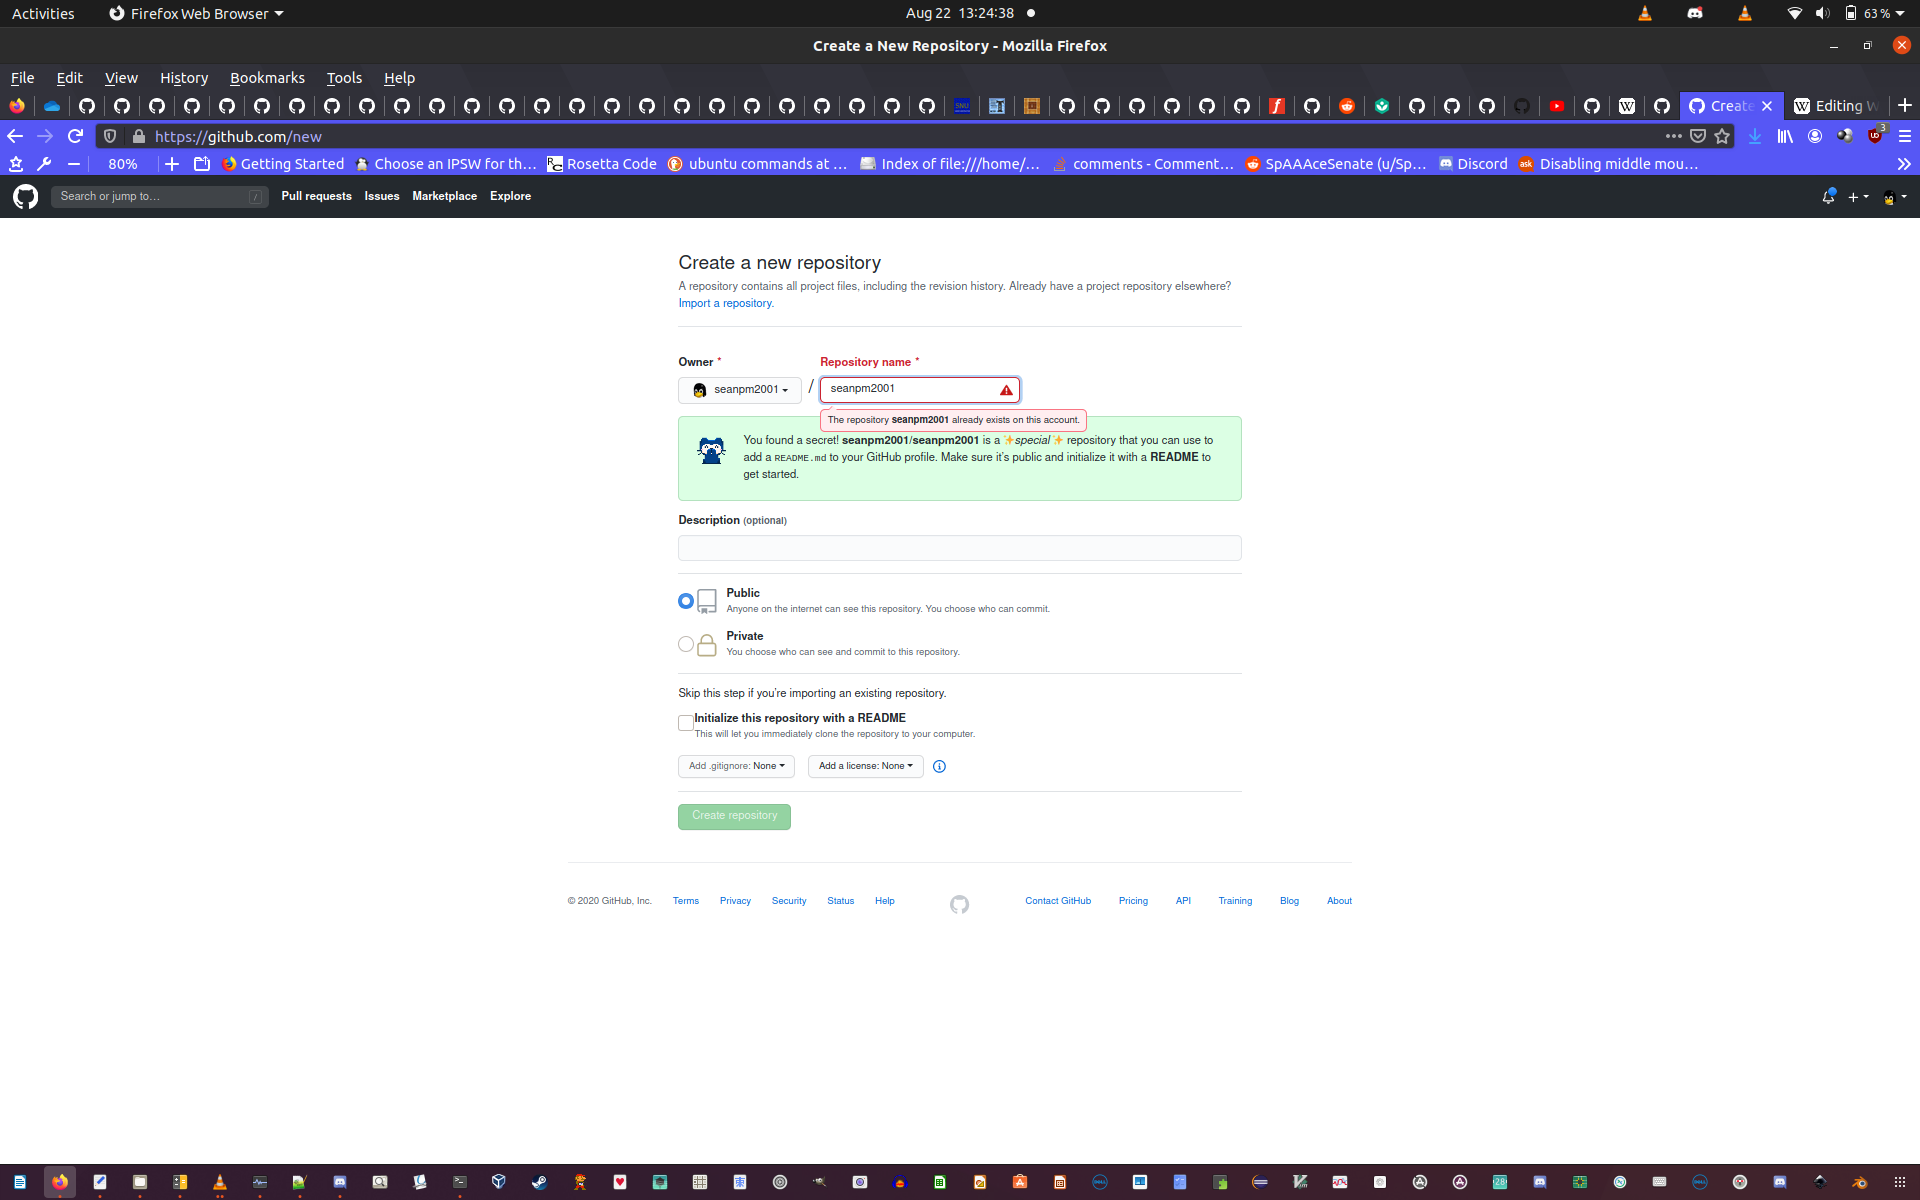 Activities Firefox Web Browser Aug 22 13:24:38 63 %
Create a New Repository - Mozilla Firefox
File Edit View History Bookmarks Tools Help
Create Editing W
https://github.com/new 3
80% Getting Started Choose an IPSW for th… Rosetta Code ubuntu commands at … Index of file:///home/… comments - Comment… SpAAAceSenate (u/Sp… Discord Disabling middle mou…
Search or jump to… / Pull requests Issues Marketplace Explore
Create a new repository
A repository contains all project files, including the revision history. Already have a project repository elsewhere?
Import a repository.
Owner * Repository name *
seanpm2001 / seanpm2001
The repository seanpm2001 already exists on this account.
You found a secret! seanpm2001/seanpm2001 is a ✨special✨ repository that you can use to
add a README.md to your GitHub profile. Make sure it's public and initialize it with a README to
get started.
Description (optional)
Public
Anyone on the internet can see this repository. You choose who can commit.
Private
You choose who can see and commit to this repository.
Skip this step if you're importing an existing repository.
Initialize this repository with a README
This will let you immediately clone the repository to your computer.
Add .gitignore: None Add a license: None
Create repository
© 2020 GitHub, Inc. Terms Privacy Security Status Help Contact GitHub Pricing API Training Blog About